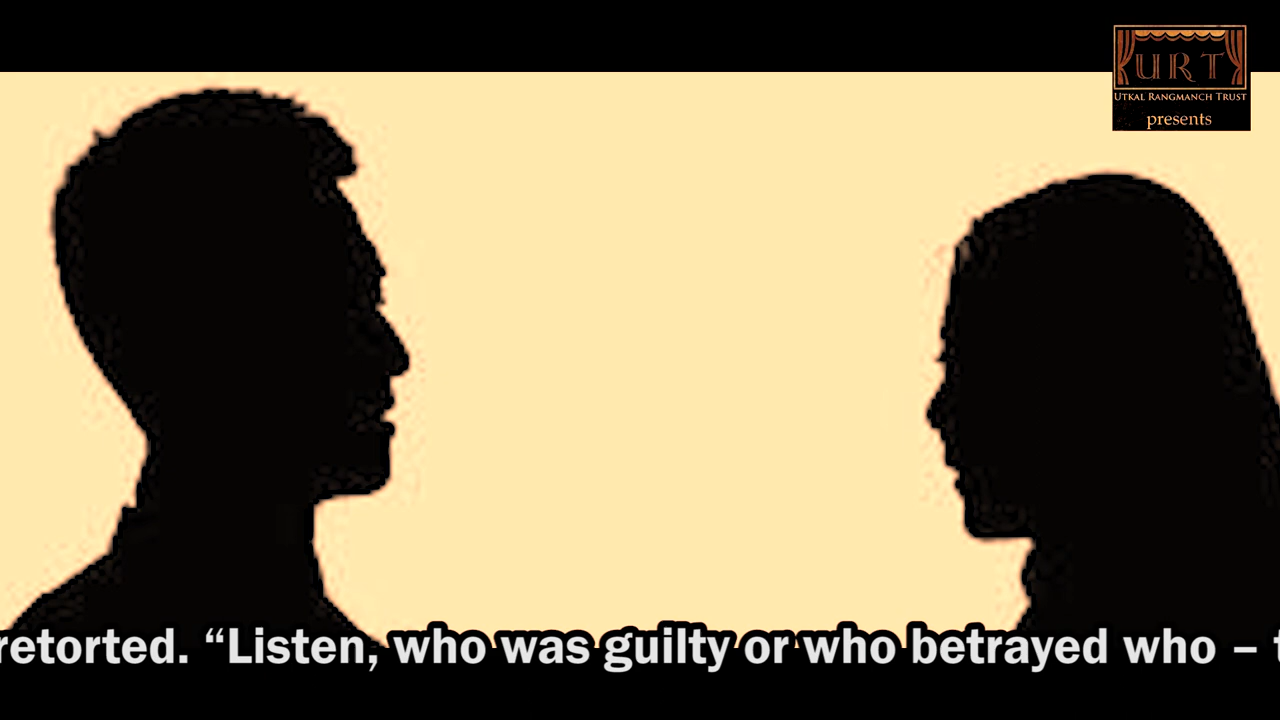 URT
UTKAL RANGMANCH TRUST
presents
retorted. “Listen, who was guilty or who betrayed who –